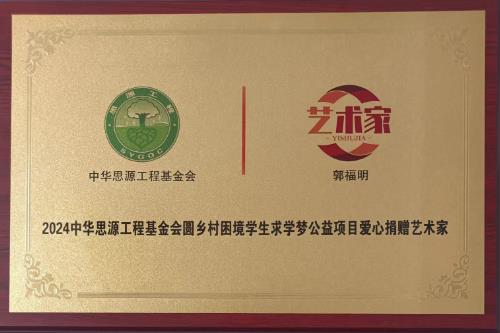 思源工程
SYGOC
中华思源工程基金会
艺术家
YISHUJIA
郭福明
2024中华思源工程基金会圆乡村困境学生求学梦公益项目爱心捐赠艺术家